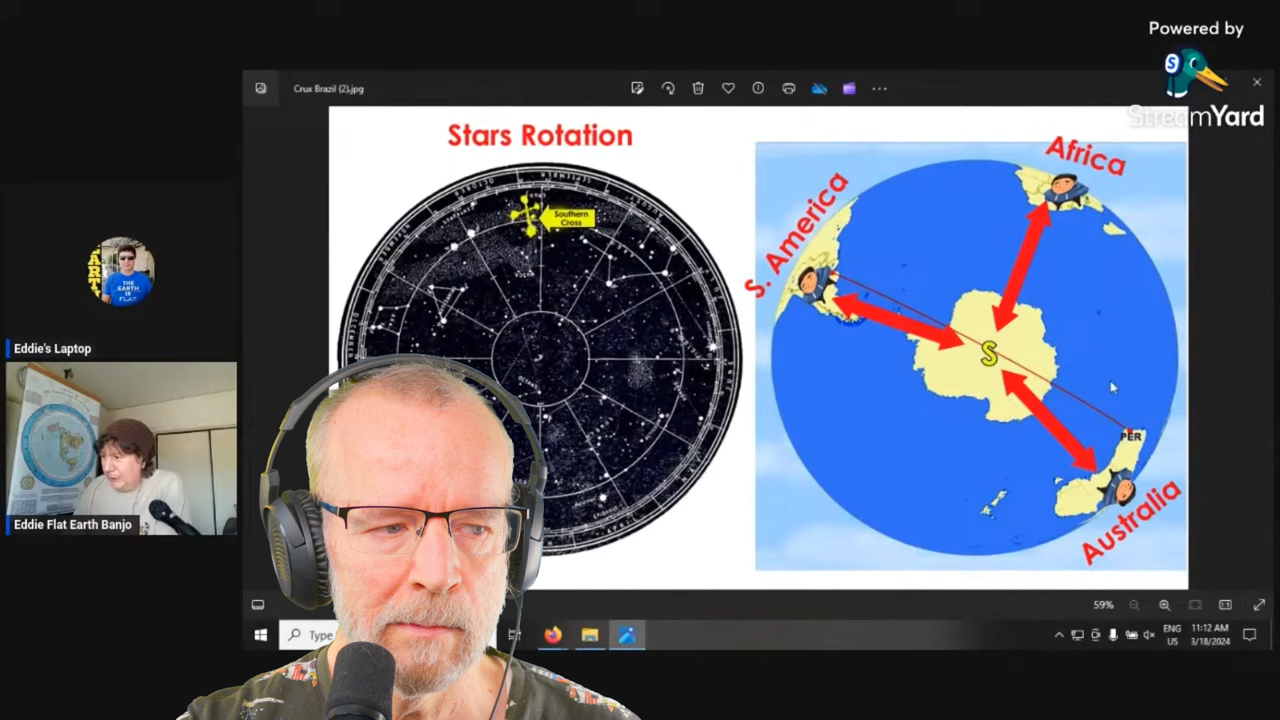 Powered by
StreamYard
Crux Brazil (2).jpg
Stars Rotation
Southern
Cross
Africa
S. America
S
PER
Australia
THE
EARTH
IS
FLAT
Eddie's Laptop
Eddie Flat Earth Banjo
59%
Type
ENG
US
11:12 AM
3/18/2024